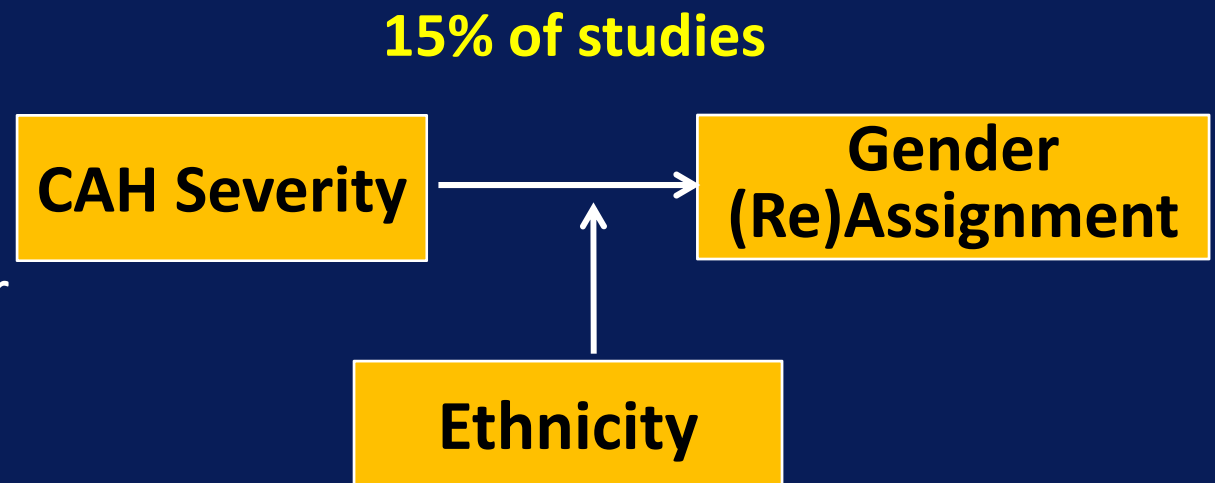 15% of studies
CAH Severity
Gender
(Re)Assignment
r
Ethnicity